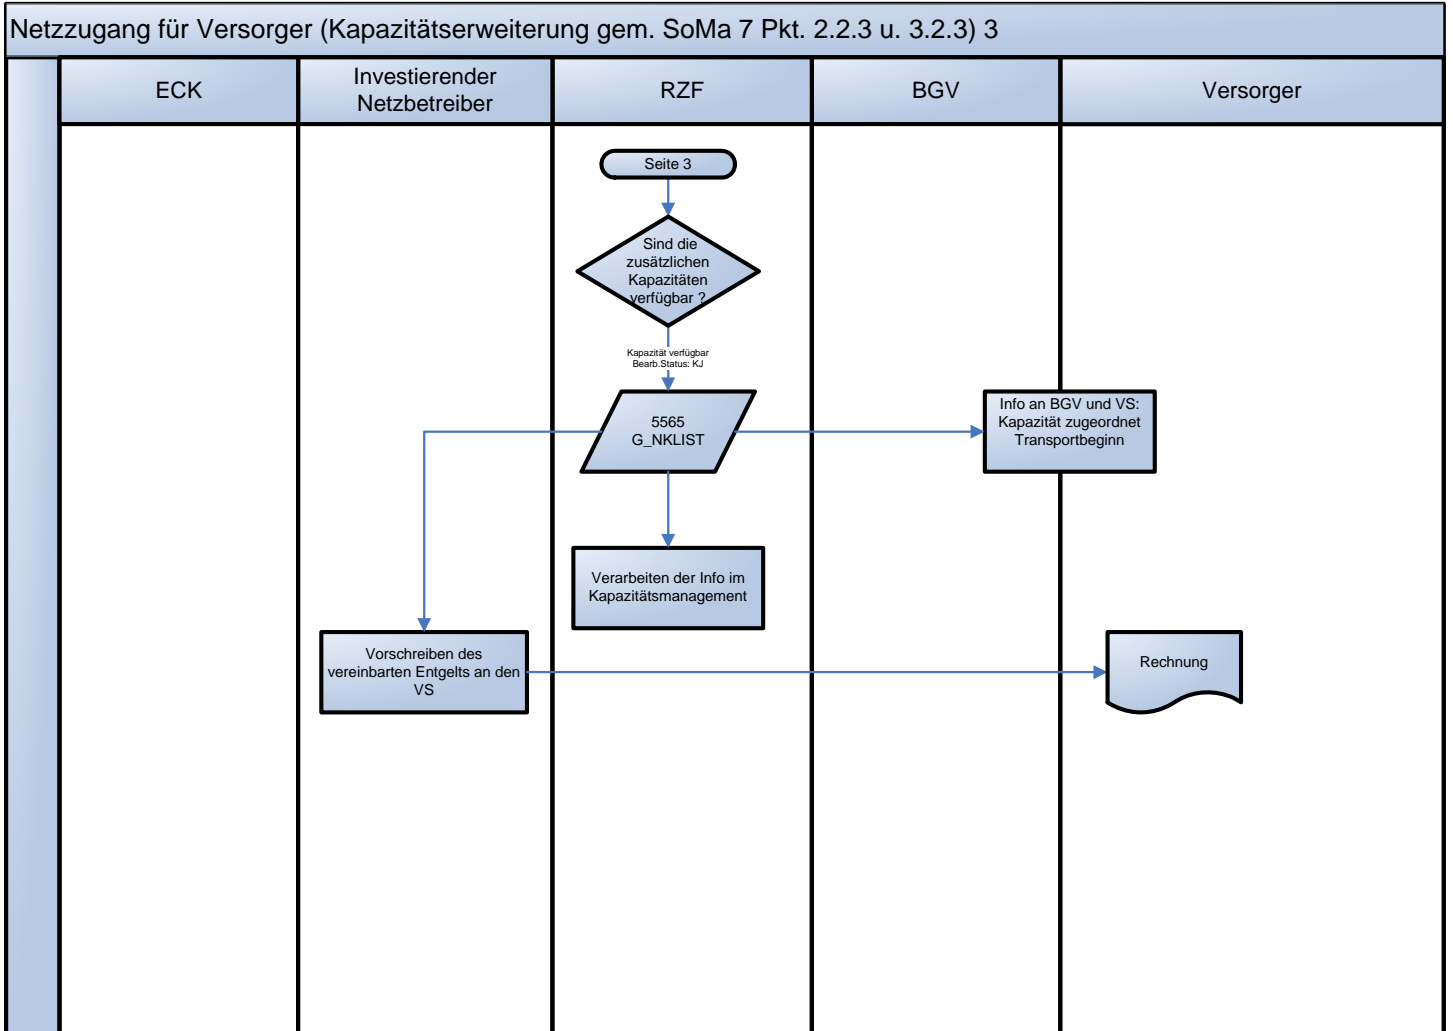 Netzzugang für Versorger (Kapazitätserweiterung gem. SoMa 7 Pkt. 2.2.3 u. 3.2.3) 3
ECK
Investierender
Netzbetreiber
RZF
BGV
Versorger
Seite 3
Sind die
zusätzlichen
Kapazitäten
verfügbar ?
Kapazität verfügbar
Bearb.Status: KJ
5565
G_NKLIST
Info an BGV und VS:
Kapazität zugeordnet
Transportbeginn
Verarbeiten der Info im
Kapazitätsmanagement
Vorschreiben des
vereinbarten Entgelts an den
VS
Rechnung